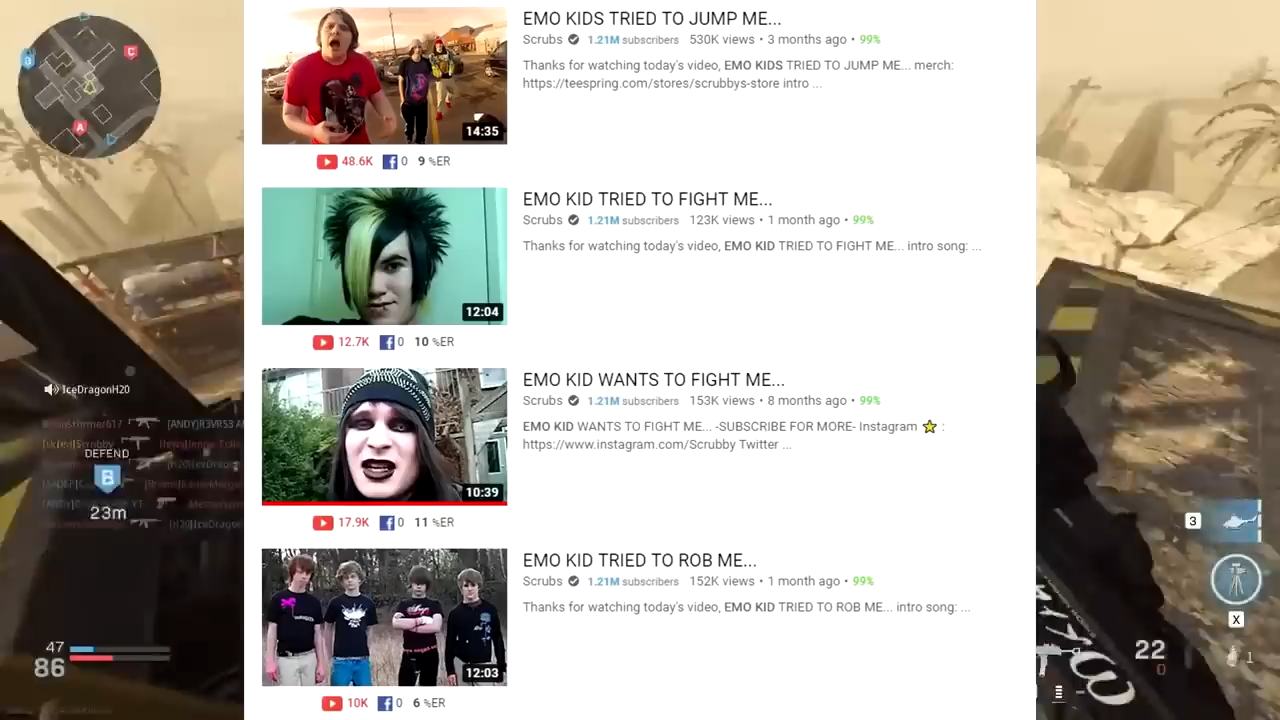 EMO KIDS TRIED TO JUMP ME...
Scrubs 1.21M subscribers 530K views • 3 months ago • 99%
Thanks for watching today's video, EMO KIDS TRIED TO JUMP ME... merch:
https://teespring.com/stores/scrubbys-store intro ...
14:35
48.6K 0 9 %ER
EMO KID TRIED TO FIGHT ME...
Scrubs 1.21M subscribers 123K views • 1 month ago • 99%
Thanks for watching today's video, EMO KID TRIED TO FIGHT ME... intro song: ...
12:04
12.7K 0 10 %ER
EMO KID WANTS TO FIGHT ME...
Scrubs 1.21M subscribers 153K views • 8 months ago • 99%
EMO KID WANTS TO FIGHT ME... -SUBSCRIBE FOR MORE- Instagram ⭐ :
https://www.instagram.com/Scrubby Twitter ...
10:39
17.9K 0 11 %ER
EMO KID TRIED TO ROB ME...
Scrubs 1.21M subscribers 152K views • 1 month ago • 99%
Thanks for watching today's video, EMO KID TRIED TO ROB ME... intro song: ...
12:03
10K 0 6 %ER
C
A
IceDragonH20
DEFEND
B
23m
47
86
3
X
22
0
1